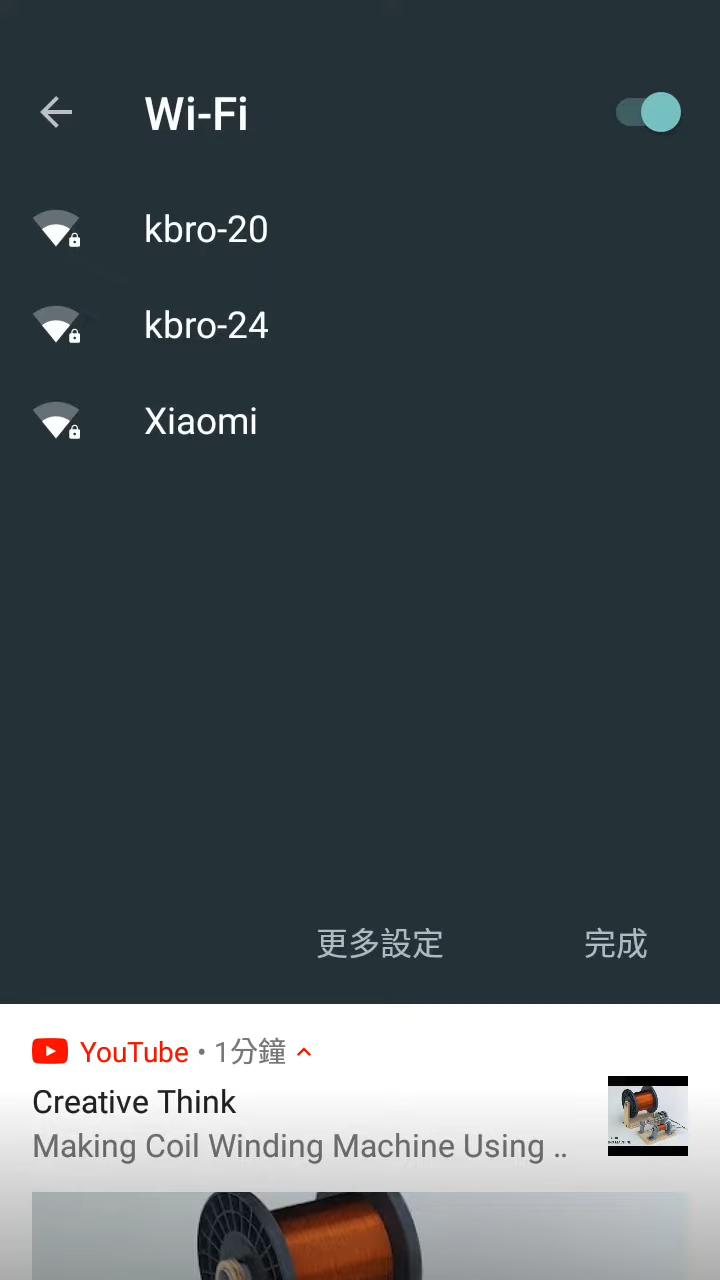 Wi-Fi
kbro-20
kbro-24
Xiaomi
更多設定 完成
YouTube • 1分鐘
Creative Think
Making Coil Winding Machine Using ..